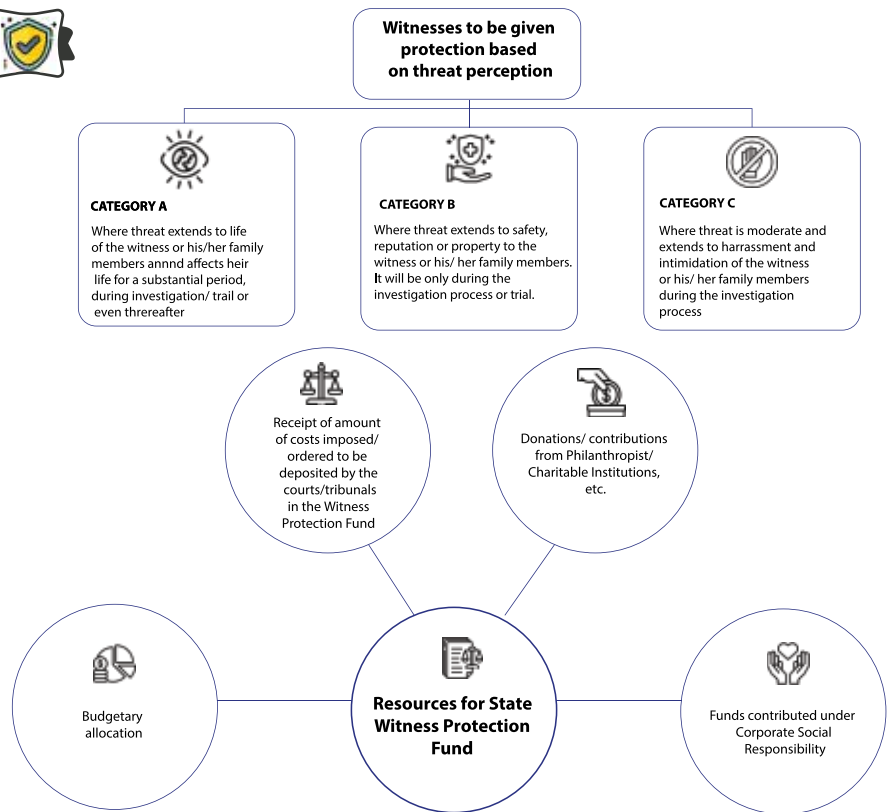 Witnesses to be given
protection based
on threat perception
CATEGORY A
Where threat extends to life
of the witness or his/her family
members annnd affects heir
life for a substantial period,
during investigation/ trail or
even threreafter
CATEGORY B
Where threat extends to safety,
reputation or property to the
witness or his/ her family members.
It will be only during the
investigation process or trial.
CATEGORY C
Where threat is moderate and
extends to harrassment and
intimidation of the witness
or his/ her family members
during the investigation
process
Receipt of amount
of costs imposed/
ordered to be
deposited by the
courts/tribunals
in the Witness
Protection Fund
Donations/ contributions
from Philanthropist/
Charitable Institutions,
etc.
Budgetary
allocation
Resources for State
Witness Protection
Fund
Funds contributed under
Corporate Social
Responsibility